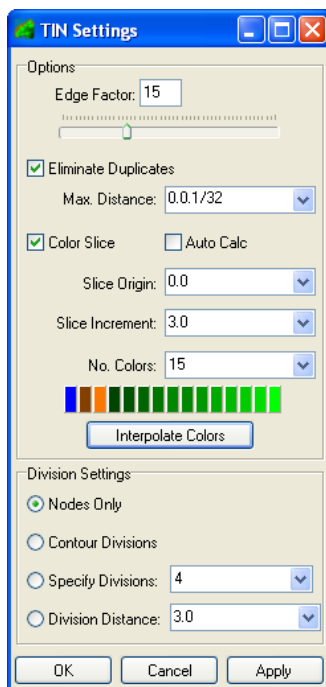 TIN Settings
Options
Edge Factor: 15
Eliminate Duplicates
Max. Distance: 0.0.1/32
Color Slice Auto Calc
Slice Origin: 0.0
Slice Increment: 3.0
No. Colors: 15
Interpolate Colors
Division Settings
Nodes Only
Contour Divisions
Specify Divisions: 4
Division Distance: 3.0
OK Cancel Apply